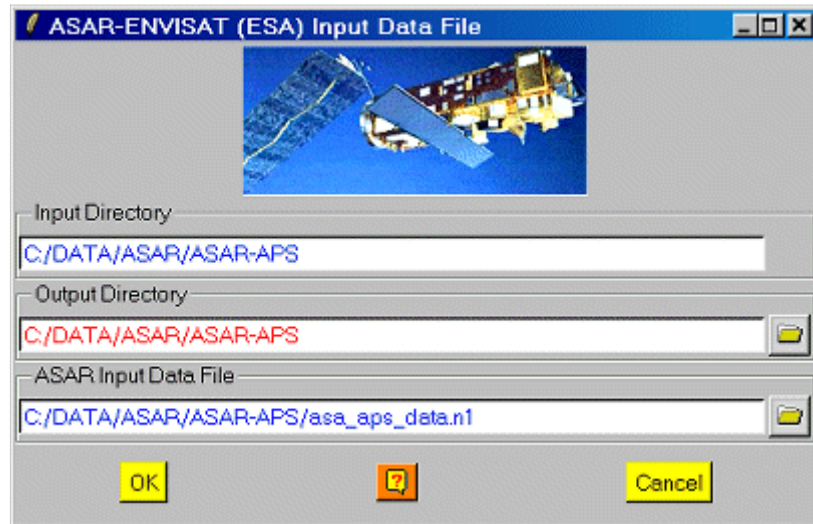 ASAR-ENVISAT (ESA) Input Data File
Input Directory
C:/DATA/ASAR/ASAR-APS
Output Directory
C:/DATA/ASAR/ASAR-APS
ASAR Input Data File
C:/DATA/ASAR/ASAR-APS/asa_aps_data.n1
OK
?
Cancel